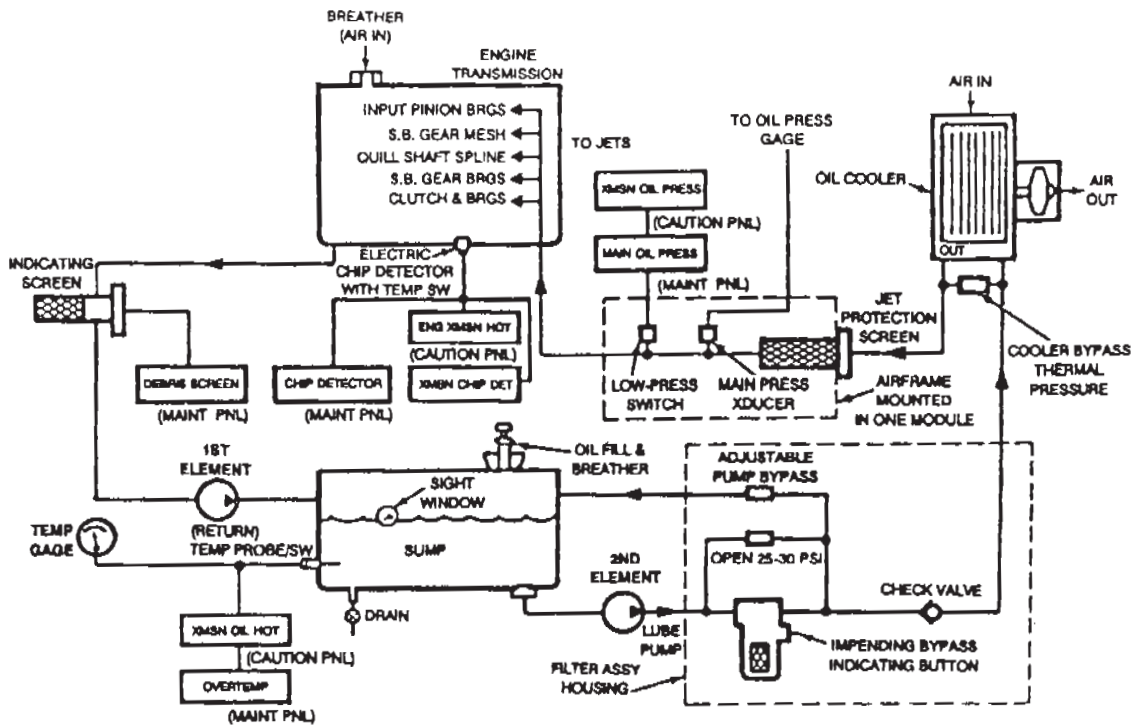 BREATHER
(AIR IN)
ENGINE
TRANSMISSION
INPUT PINION BRGS
S.B. GEAR MESH
QUILL SHAFT SPLINE
S.B. GEAR BRGS
CLUTCH & BRGS
TO JETS
TO OIL PRESS
GAGE
AIR IN
OIL COOLER
AIR
OUT
OUT
XMSN OIL PRESS
(CAUTION PNL)
MAIN OIL PRESS
(MAINT PNL)
INDICATING
SCREEN
ELECTRIC
CHIP DETECTOR
WITH TEMP SW
JET
PROTECTION
SCREEN
COOLER BYPASS
THERMAL
PRESSURE
ENG XMSN HOT
(CAUTION PNL)
XMSN CHIP DET
DEBRIS SCREEN
(MAINT PNL)
CHIP DETECTOR
(MAINT PNL)
LOW-PRESS
SWITCH
MAIN PRESS
XDUCER
AIRFRAME
MOUNTED
IN ONE MODULE
1ST
ELEMENT
(RETURN)
OIL FILL &
BREATHER
SIGHT
WINDOW
ADJUSTABLE
PUMP BYPASS
TEMP
GAGE
TEMP PROBE/SW
SUMP
2ND
ELEMENT
OPEN 25-30 PSI
CHECK VALVE
DRAIN
LUBE
PUMP
XMSN OIL HOT
(CAUTION PNL)
OVERTEMP
(MAINT PNL)
FILTER ASSY
HOUSING
IMPENDING BYPASS
INDICATING BUTTON